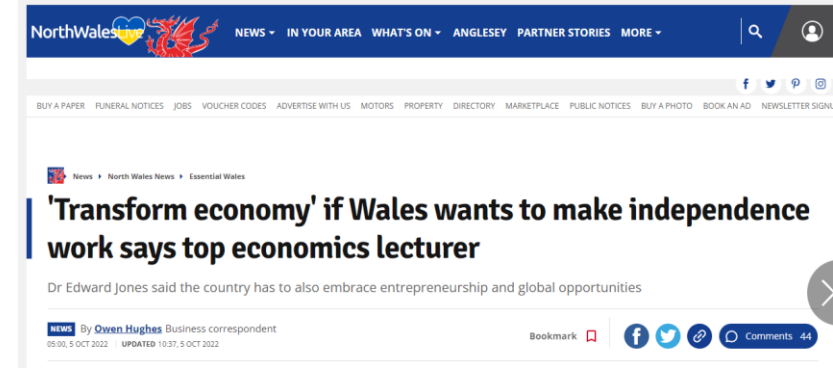 NorthWalesLive NEWS IN YOUR AREA WHAT'S ON ANGLESEY PARTNER STORIES MORE
BUY A PAPER FUNERAL NOTICES JOBS VOUCHER CODES ADVERTISE WITH US MOTORS PROPERTY DIRECTORY MARKETPLACE PUBLIC NOTICES BUY A PHOTO BOOK AN AD NEWSLETTER SIGNU
News North Wales News Essential Wales
'Transform economy' if Wales wants to make independence
work says top economics lecturer
Dr Edward Jones said the country has to also embrace entrepreneurship and global opportunities
NEWS By Owen Hughes Business correspondent
05:00, 5 OCT 2022 | UPDATED 10:37, 5 OCT 2022
Bookmark Comments 44